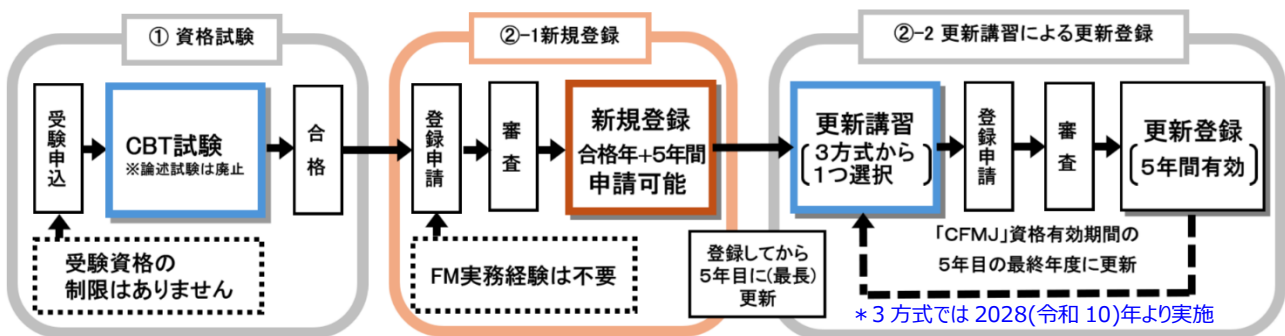 ① 資格試験
受験申込
CBT試験
※論述試験は廃止
合格
受験資格の
制限はありません
②-1新規登録
登録申請
審査
新規登録
合格年+5年間
申請可能
FM実務経験は不要
登録してから
5年目に(最長)
更新
②-2 更新講習による更新登録
更新講習
[3方式から
1つ選択]
登録申請
審査
更新登録
[5年間有効]
「CFMJ」資格有効期間の
5年目の最終年度に更新
＊3 方式では 2028(令和 10)年より実施